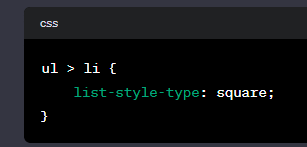 css
ul > li {
    list-style-type: square;
}